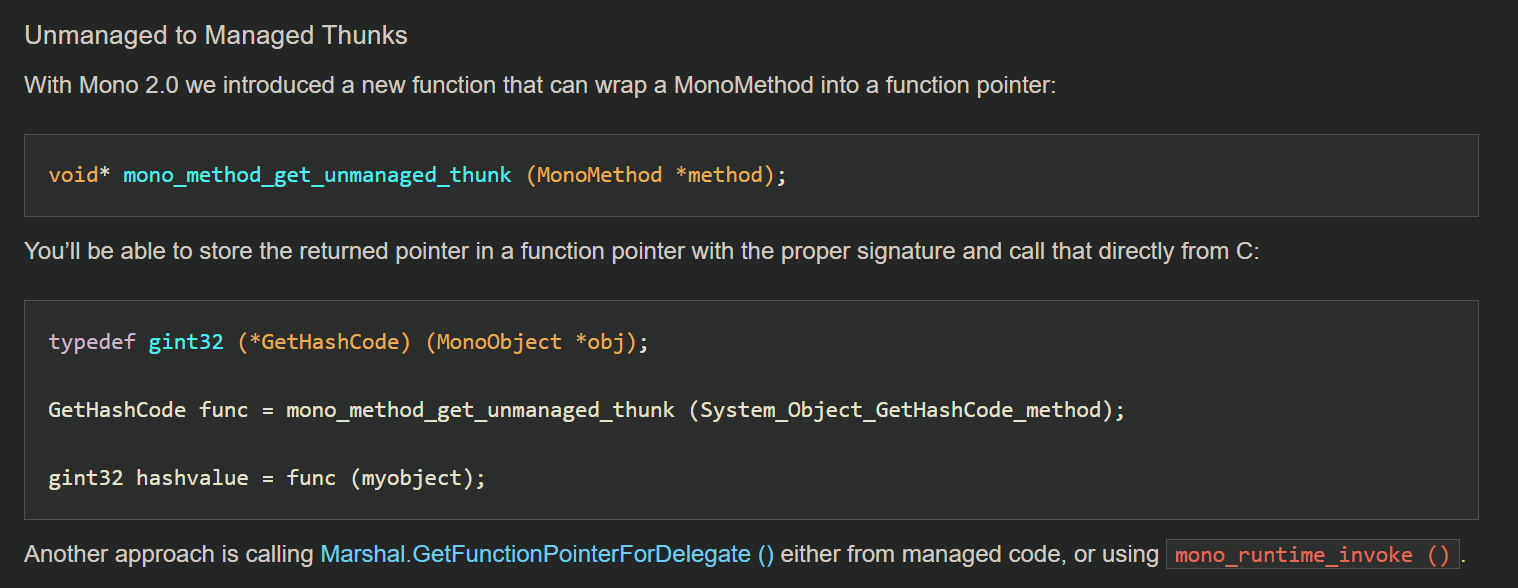 Unmanaged to Managed Thunks
With Mono 2.0 we introduced a new function that can wrap a MonoMethod into a function pointer:
void* mono_method_get_unmanaged_thunk (MonoMethod *method);
You’ll be able to store the returned pointer in a function pointer with the proper signature and call that directly from C:
typedef gint32 (*GetHashCode) (MonoObject *obj);
GetHashCode func = mono_method_get_unmanaged_thunk (System_Object_GetHashCode_method);
gint32 hashvalue = func (myobject);
Another approach is calling Marshal.GetFunctionPointerForDelegate () either from managed code, or using mono_runtime_invoke ().